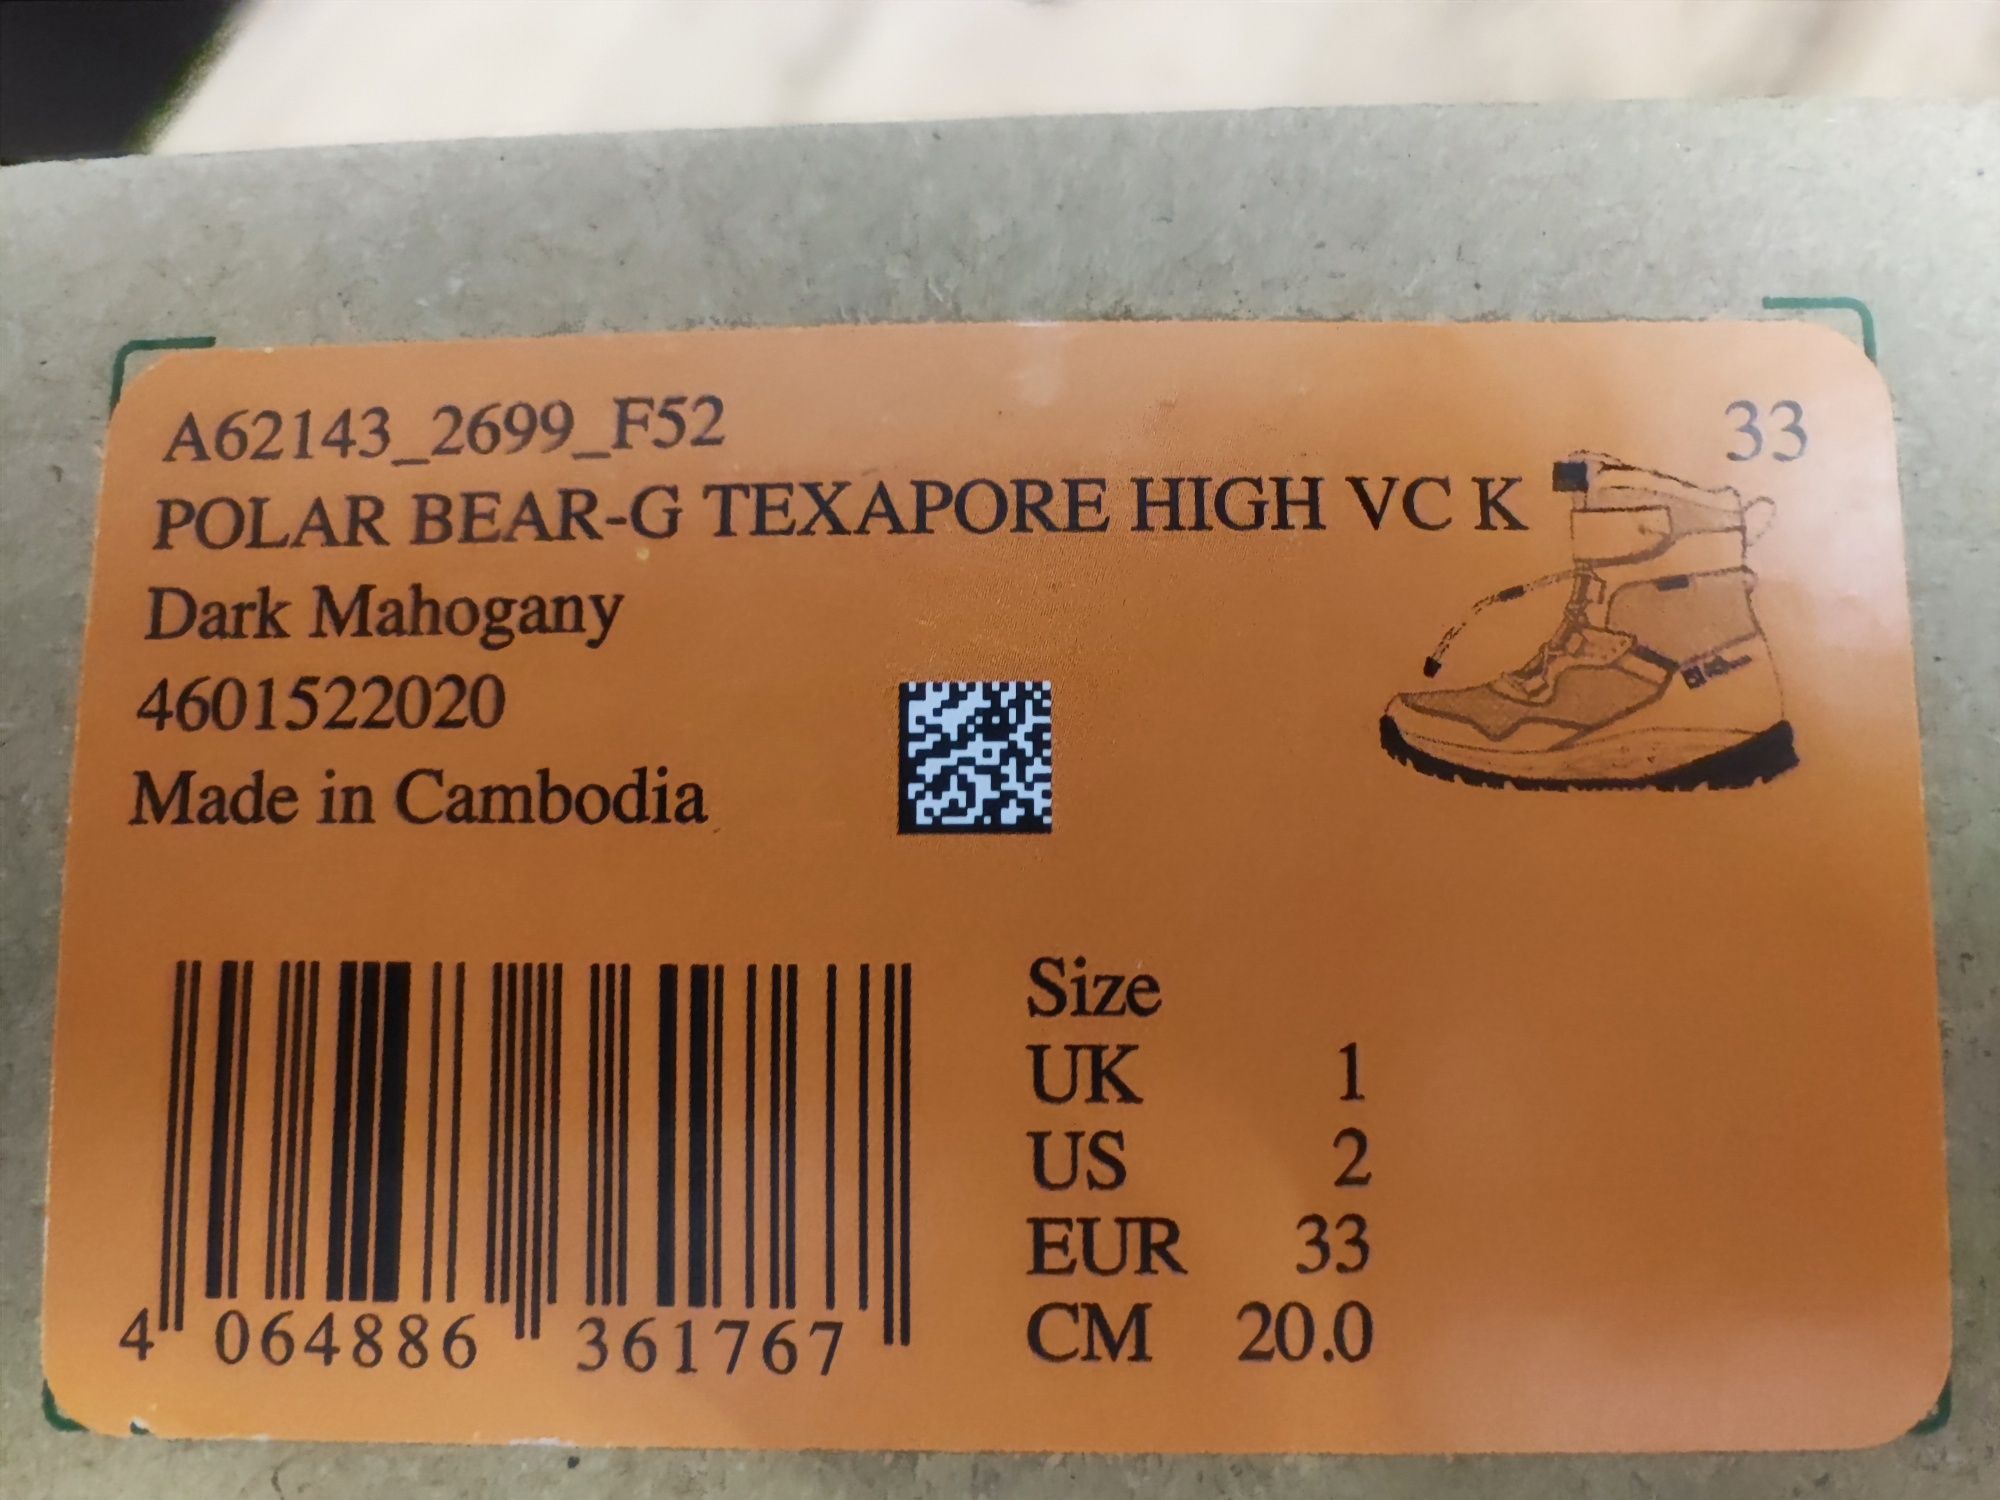 A62143_2699_F52
33
POLAR BEAR-G TEXAPORE HIGH VC K
Dark Mahogany
4601522020
Made in Cambodia
Size
UK 1
US 2
EUR 33
CM 20.0
4 064886 361767